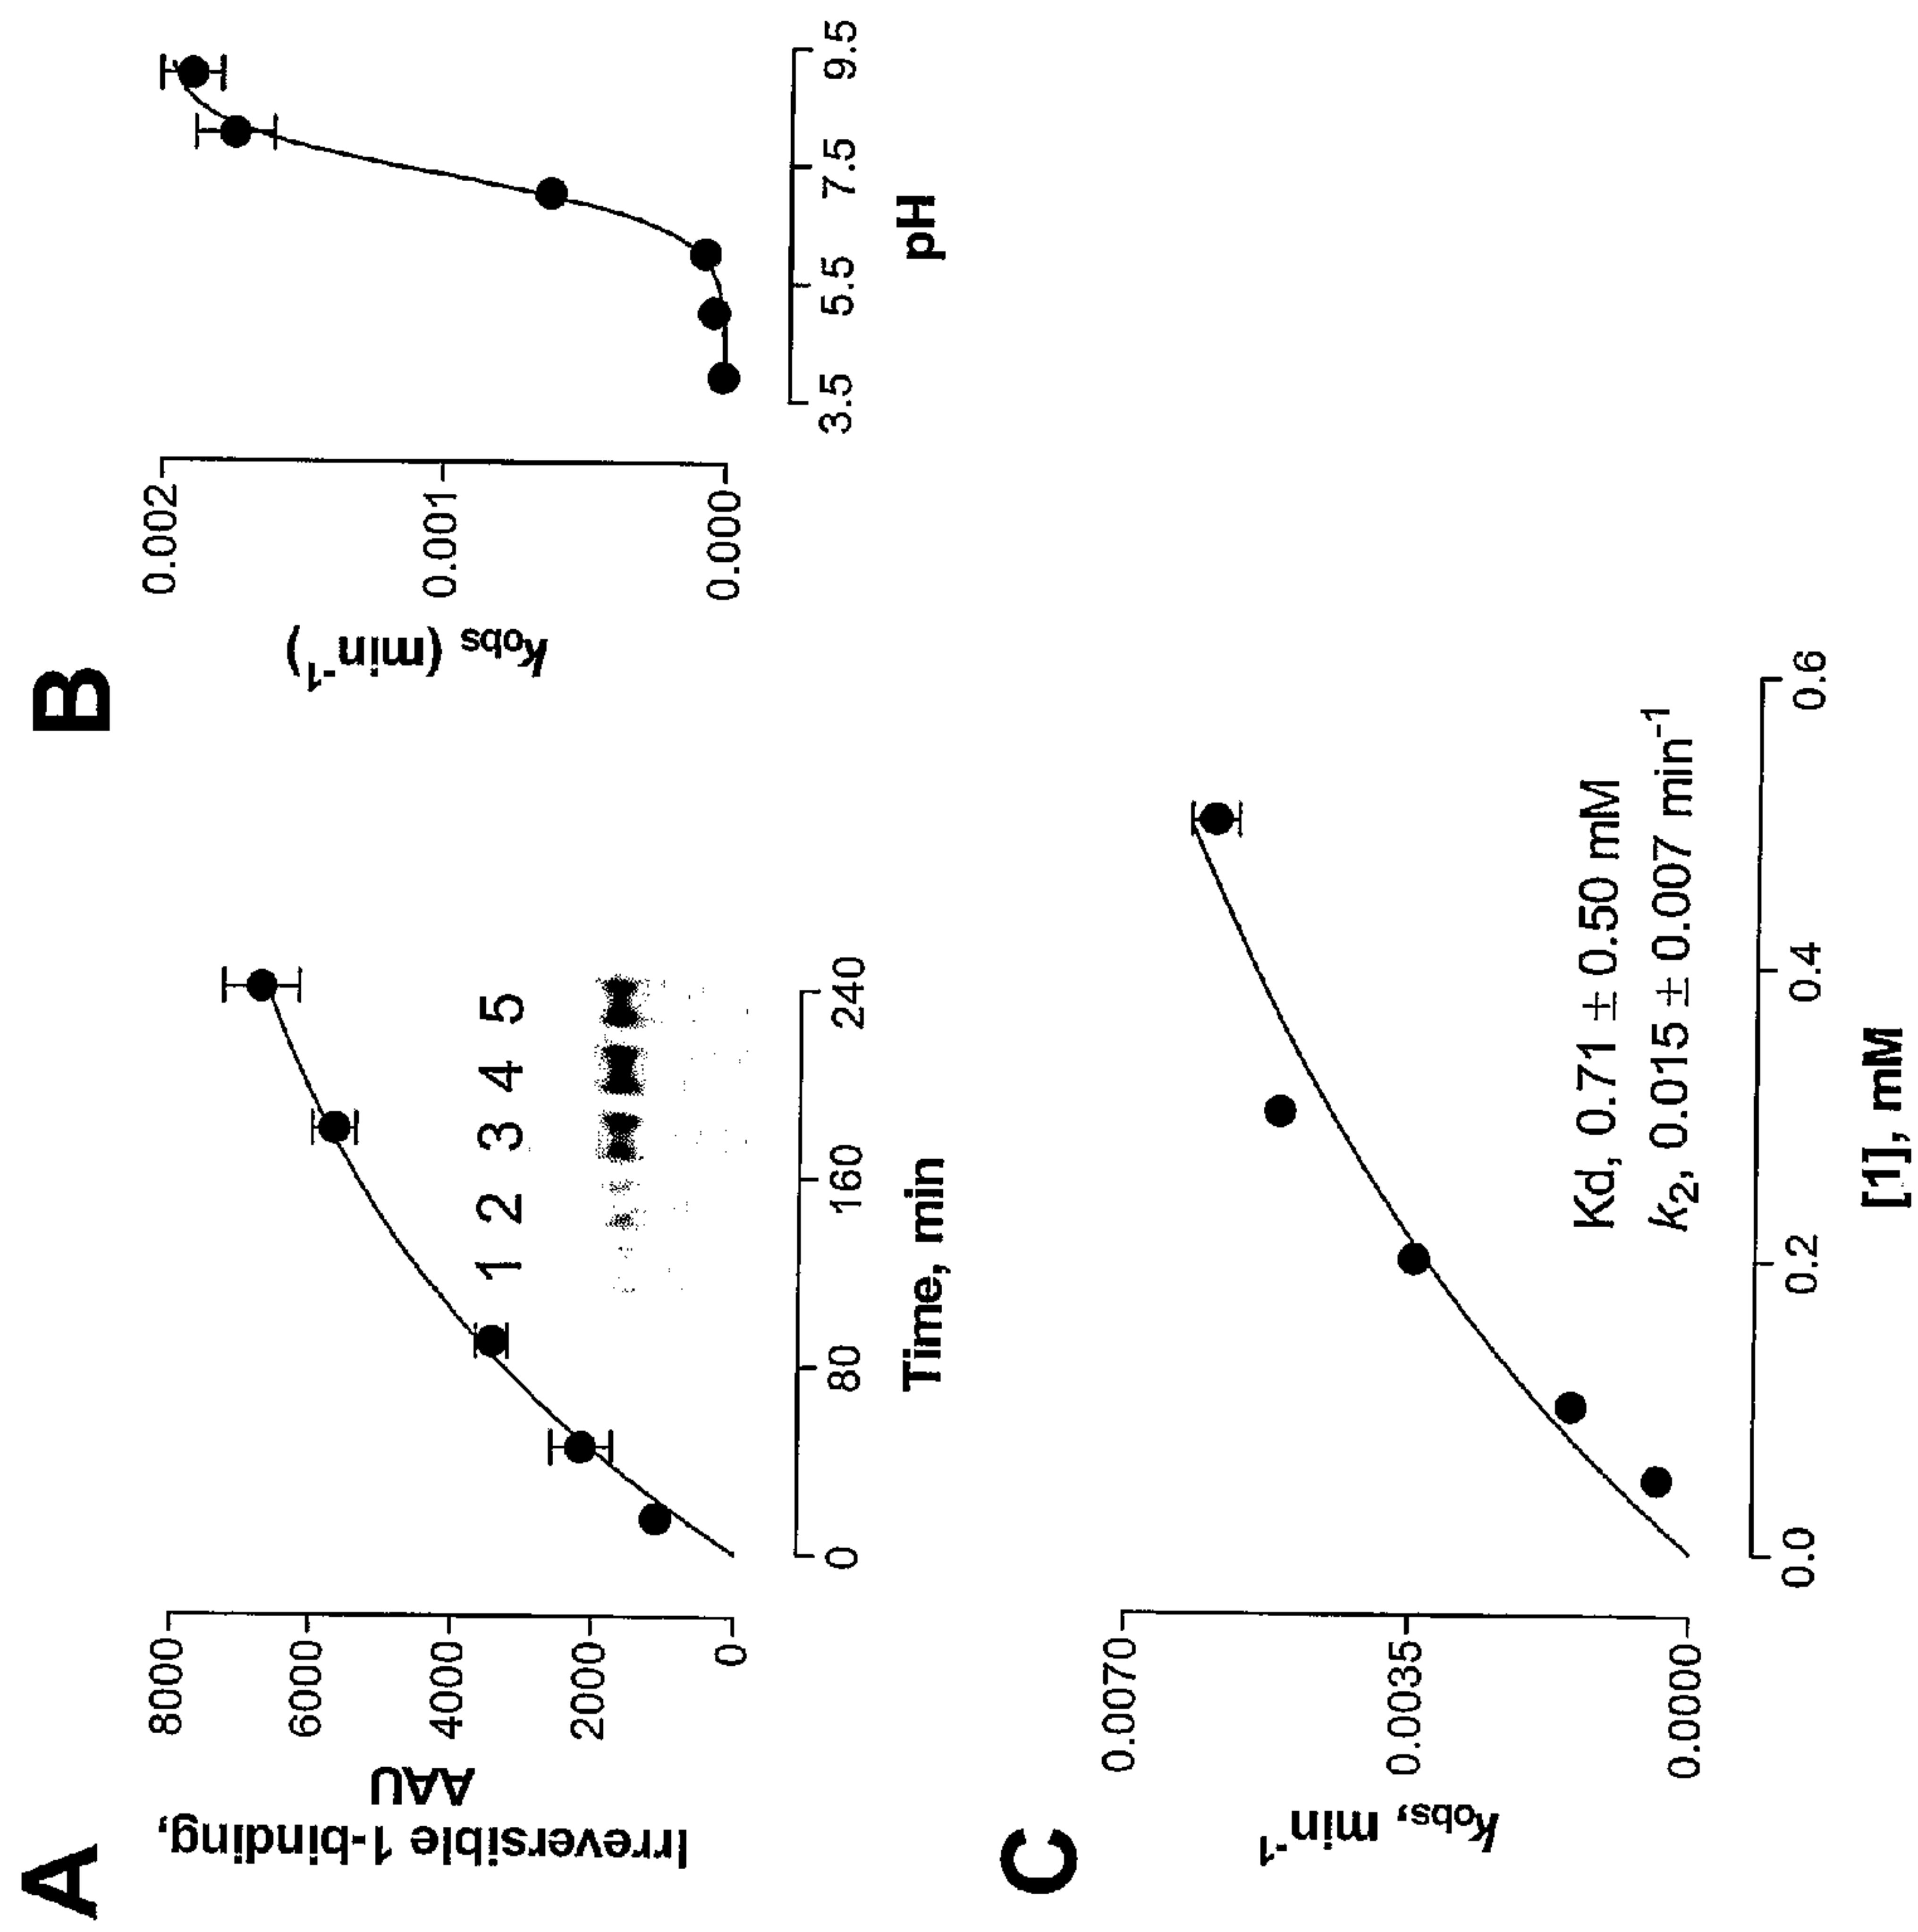 A
Irreversible 1-binding,
AAU
8000
6000
4000
2000
0
1 2 3 4 5
0 80 160 240
Time, min
B
kobs (min-1)
0.002
0.001
0.000
3.5 5.5 7.5 9.5
pH
C
kobs, min-1
0.0070
0.0035
0.0000
Kd, 0.71 ± 0.50 mM
k2, 0.015 ± 0.007 min-1
0.0 0.2 0.4 0.6
[1], mM